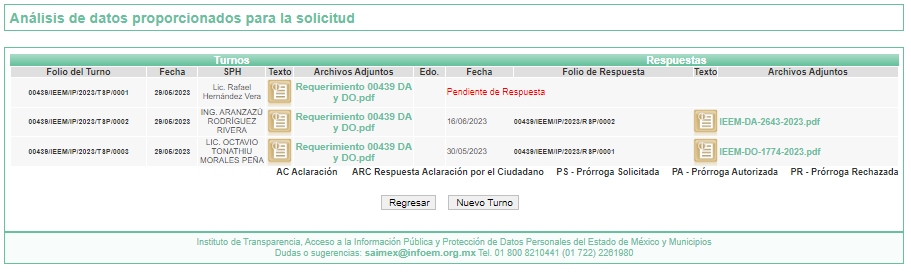 Análisis de datos proporcionados para la solicitud
Turnos Respuestas
Folio del Turno Fecha SPH Texto Archivos Adjuntos Edo. Fecha Folio de Respuesta Texto Archivos Adjuntos
00439/IEEM/IP/2023/TSP/0001 29/05/2023 Lic. Rafael Hernández Vera Requerimiento 00439 DA y DO.pdf Pendiente de Respuesta
00439/IEEM/IP/2023/TSP/0002 29/05/2023 ING. ARANZAZÚ RODRÍGUEZ RIVERA Requerimiento 00439 DA y DO.pdf 16/06/2023 00439/IEEM/IP/2023/RSP/0002 IEEM-DA-2643-2023.pdf
00439/IEEM/IP/2023/TSP/0003 29/05/2023 LIC. OCTAVIO TONATHIU MORALES PEÑA Requerimiento 00439 DA y DO.pdf 30/05/2023 00439/IEEM/IP/2023/RSP/0001 IEEM-DO-1774-2023.pdf
AC Aclaración ARC Respuesta Aclaración por el Ciudadano PS - Prórroga Solicitada PA - Prórroga Autorizada PR - Prórroga Rechazada
Regresar Nuevo Turno
Instituto de Transparencia, Acceso a la Información Pública y Protección de Datos Personales del Estado de México y Municipios
Dudas o sugerencias: saimex@infoem.org.mx Tel. 01 800 8210441 (01 722) 2261980